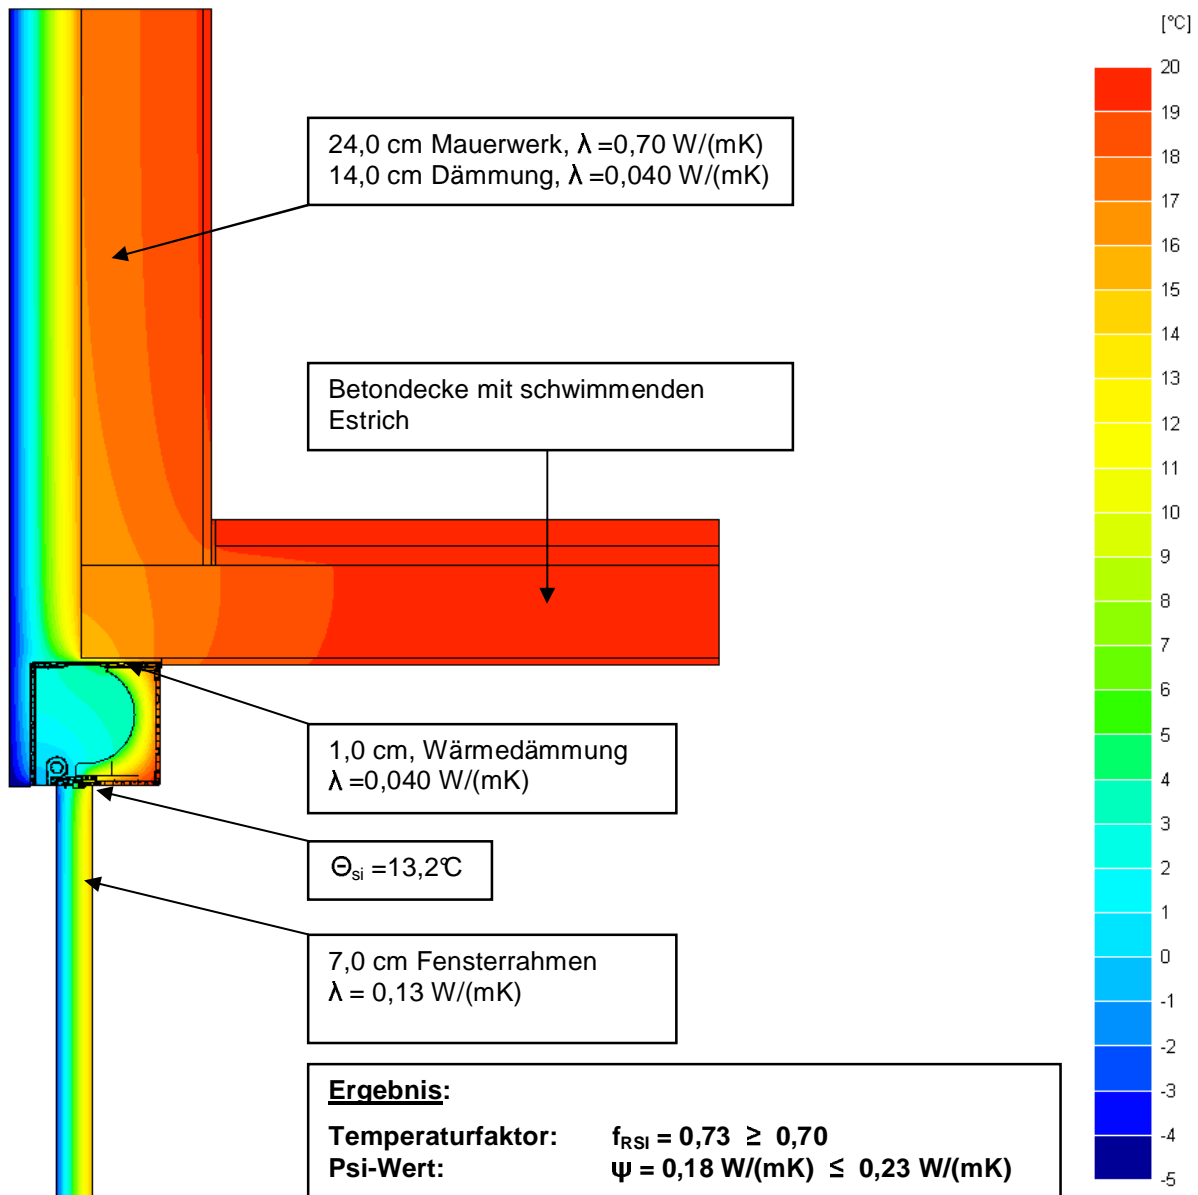 [°C]
24,0 cm Mauerwerk, λ =0,70 W/(mK)
14,0 cm Dämmung, λ =0,040 W/(mK)
Betondecke mit schwimmenden
Estrich
1,0 cm, Wärmedämmung
λ =0,040 W/(mK)
Θsi =13,2°C
7,0 cm Fensterrahmen
λ = 0,13 W/(mK)
Ergebnis:
Temperaturfaktor: fRSI = 0,73 ≥ 0,70
Psi-Wert: ψ = 0,18 W/(mK) ≤ 0,23 W/(mK)
20
19
18
17
16
15
14
13
12
11
10
9
8
7
6
5
4
3
2
1
0
-1
-2
-3
-4
-5